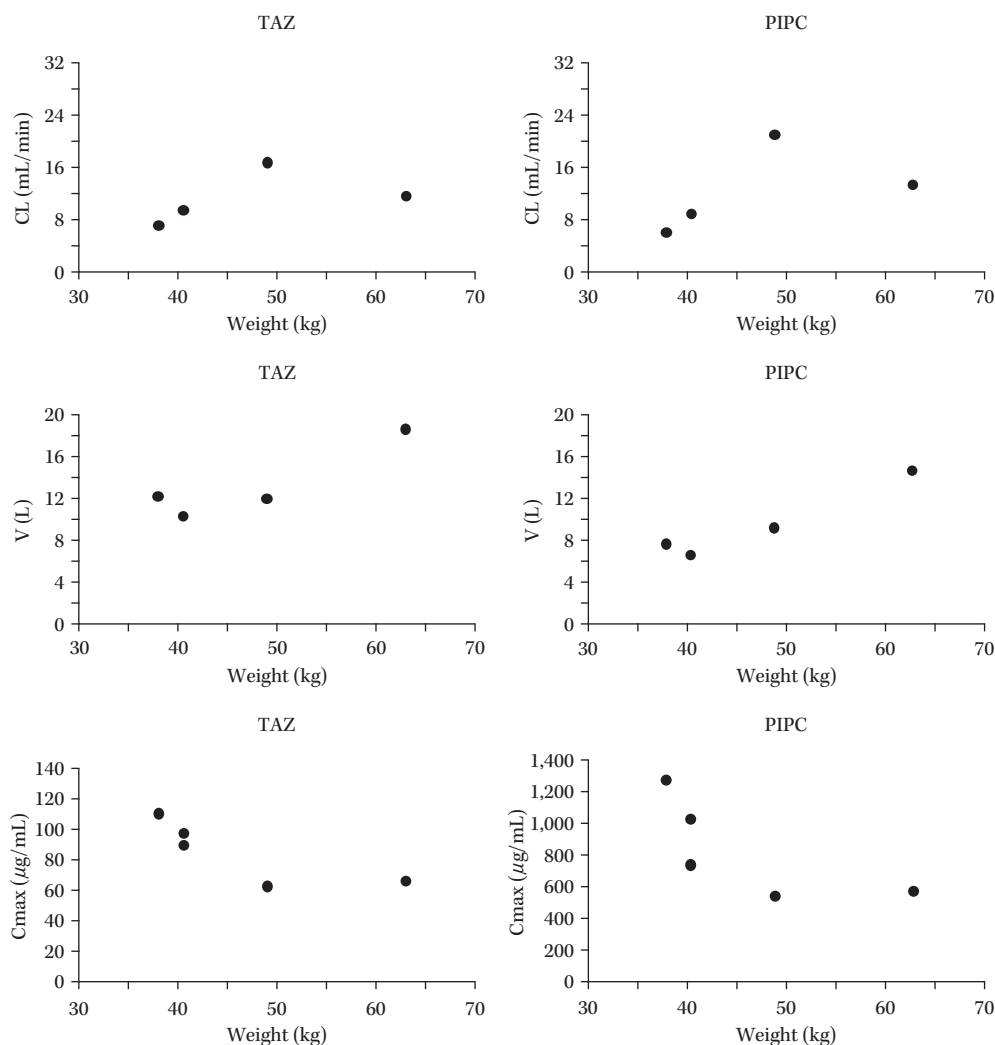 TAZ
CL (mL/min)
32
24
16
8
0
30 40 50 60 70
Weight (kg)
PIPC
CL (mL/min)
32
24
16
8
0
30 40 50 60 70
Weight (kg)
TAZ
V (L)
20
16
12
8
4
0
30 40 50 60 70
Weight (kg)
PIPC
V (L)
20
16
12
8
4
0
30 40 50 60 70
Weight (kg)
TAZ
Cmax (μg/mL)
140
120
100
80
60
40
20
0
30 40 50 60 70
Weight (kg)
PIPC
Cmax (μg/mL)
1,400
1,200
1,000
800
600
400
200
0
30 40 50 60 70
Weight (kg)